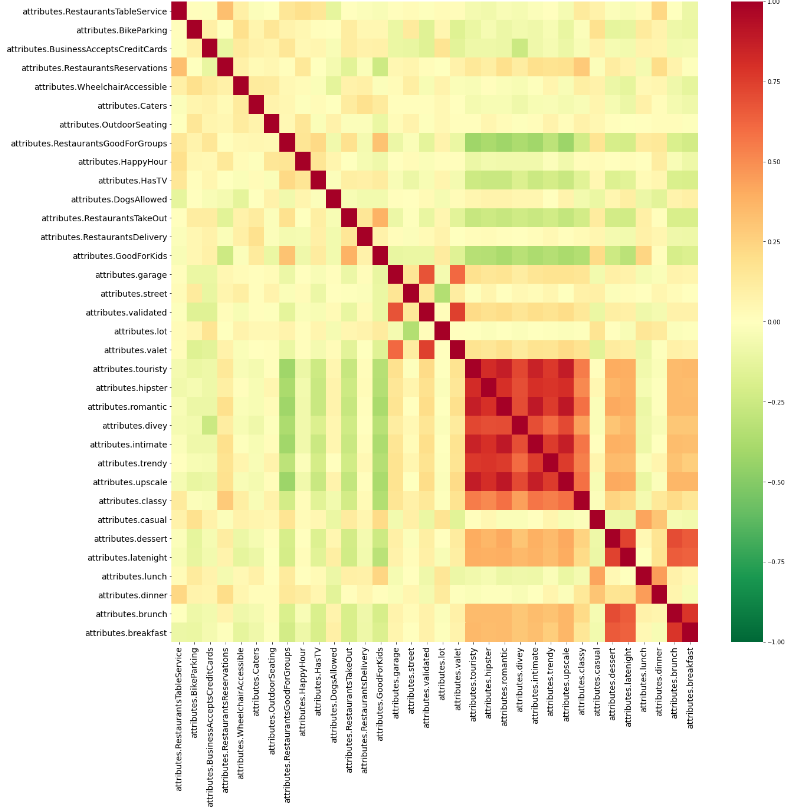 attributes.RestaurantsTableService
attributes.BikeParking
attributes.BusinessAcceptsCreditCards
attributes.RestaurantsReservations
attributes.WheelchairAccessible
attributes.Caters
attributes.OutdoorSeating
attributes.RestaurantsGoodForGroups
attributes.HappyHour
attributes.HasTV
attributes.DogsAllowed
attributes.RestaurantsTakeOut
attributes.RestaurantsDelivery
attributes.GoodForKids
attributes.garage
attributes.street
attributes.validated
attributes.lot
attributes.valet
attributes.touristy
attributes.hipster
attributes.romantic
attributes.divey
attributes.intimate
attributes.trendy
attributes.upscale
attributes.classy
attributes.casual
attributes.dessert
attributes.latenight
attributes.lunch
attributes.dinner
attributes.brunch
attributes.breakfast
attributes.RestaurantsTableService
attributes.BikeParking
attributes.BusinessAcceptsCreditCards
attributes.RestaurantsReservations
attributes.WheelchairAccessible
attributes.Caters
attributes.OutdoorSeating
attributes.RestaurantsGoodForGroups
attributes.HappyHour
attributes.HasTV
attributes.DogsAllowed
attributes.RestaurantsTakeOut
attributes.RestaurantsDelivery
attributes.GoodForKids
attributes.garage
attributes.street
attributes.validated
attributes.lot
attributes.valet
attributes.touristy
attributes.hipster
attributes.romantic
attributes.divey
attributes.intimate
attributes.trendy
attributes.upscale
attributes.classy
attributes.casual
attributes.dessert
attributes.latenight
attributes.lunch
attributes.dinner
attributes.brunch
attributes.breakfast
1.00
0.75
0.50
0.25
0.00
−0.25
−0.50
−0.75
−1.00